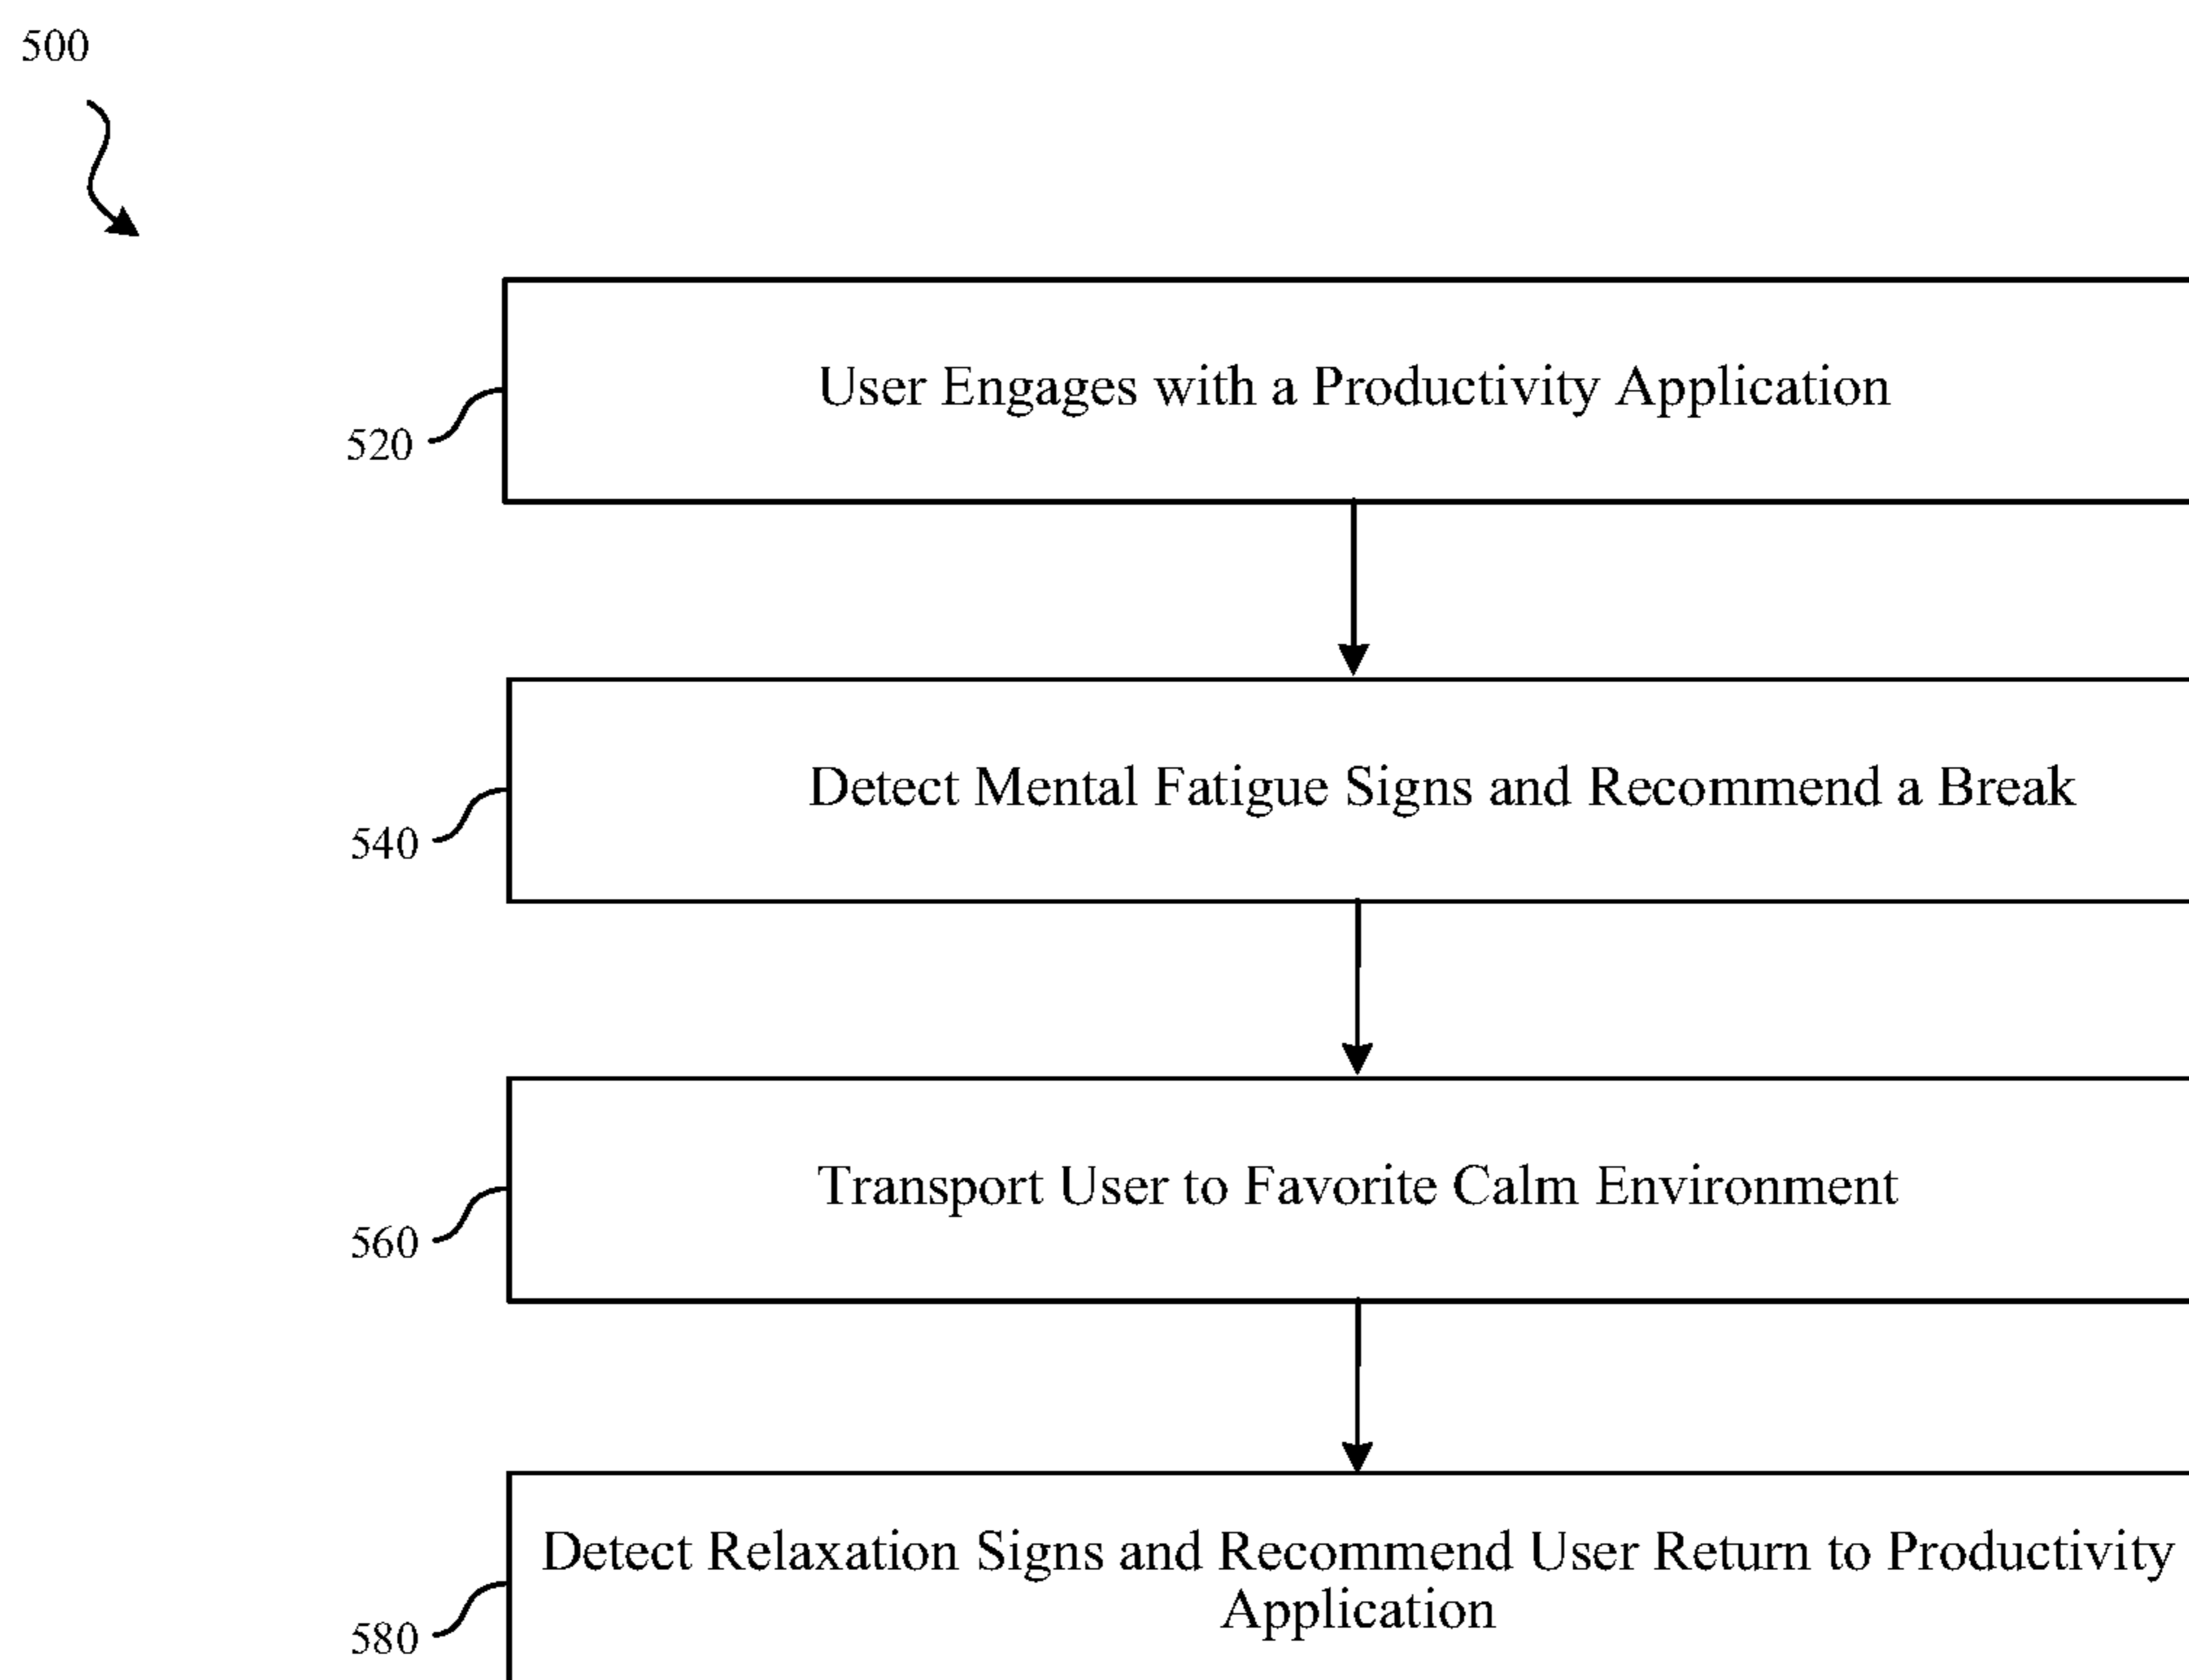 500
User Engages with a Productivity Application
520
Detect Mental Fatigue Signs and Recommend a Break
540
Transport User to Favorite Calm Environment
560
Detect Relaxation Signs and Recommend User Return to Productivity
Application
580